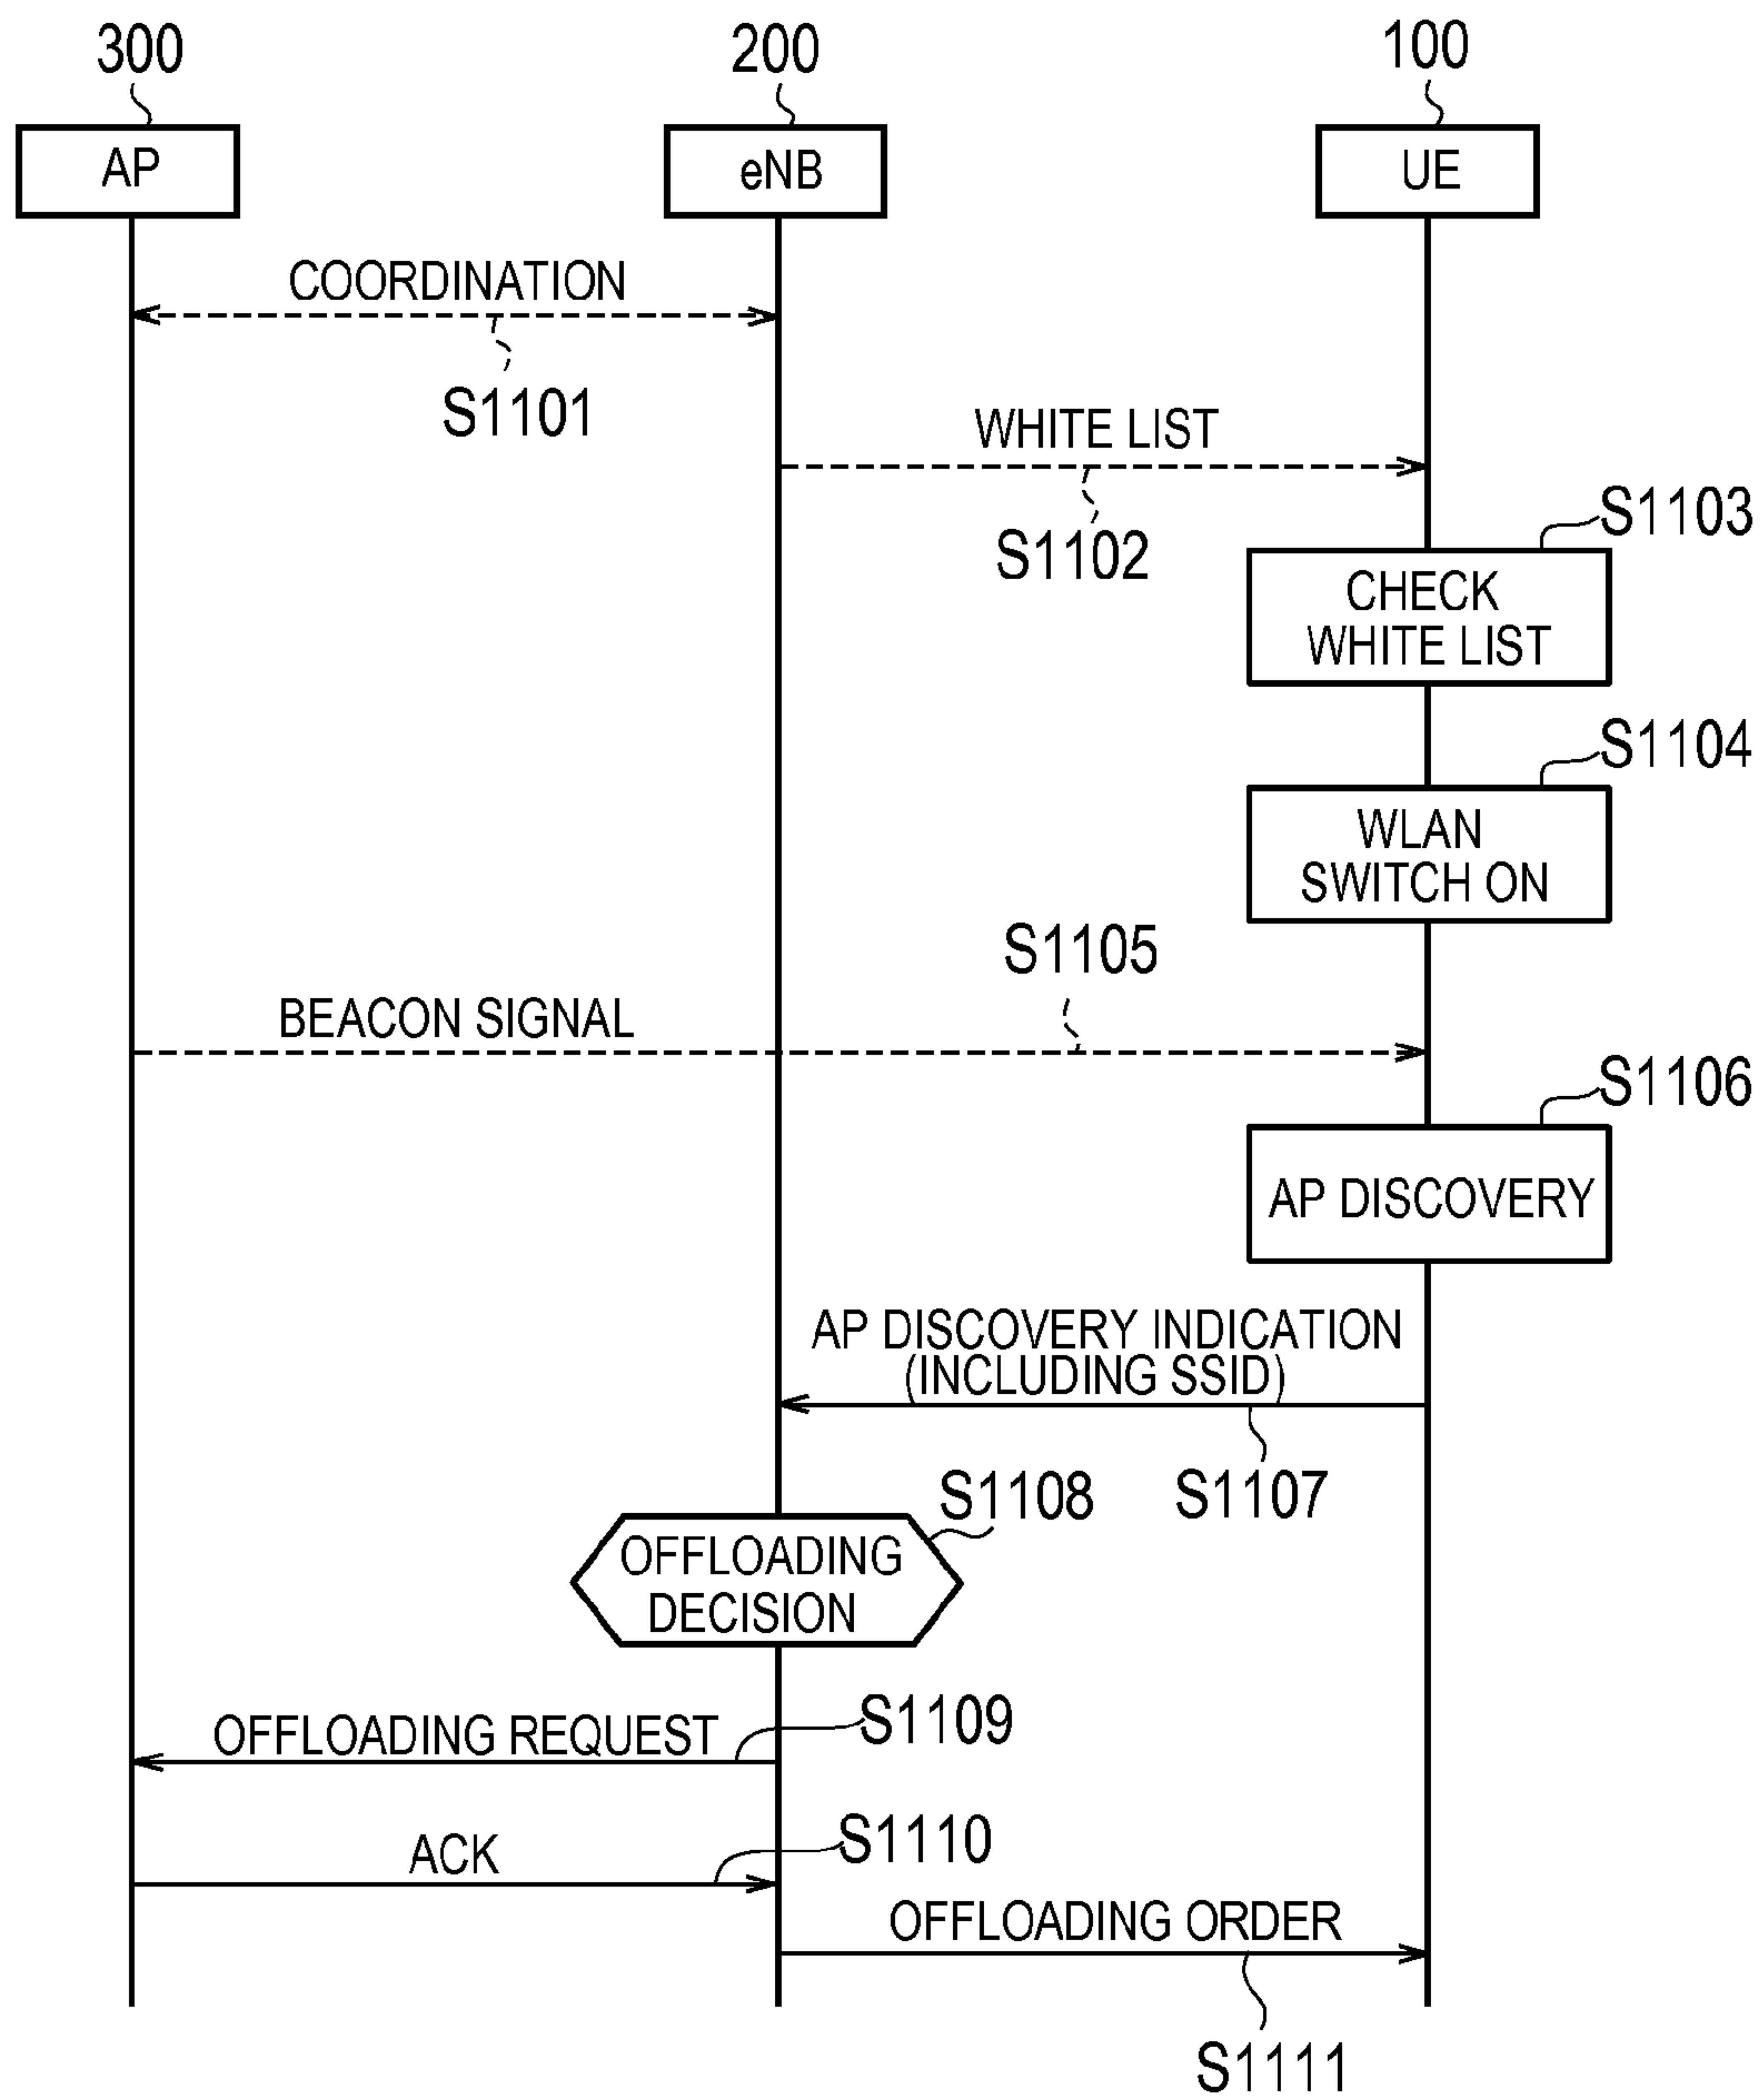 300
200
100
AP
eNB
UE
COORDINATION
S1101
WHITE LIST
S1102
S1103
CHECK
WHITE LIST
S1104
WLAN
SWITCH ON
S1105
BEACON SIGNAL
S1106
AP DISCOVERY
AP DISCOVERY INDICATION
(INCLUDING SSID)
S1107
S1108
OFFLOADING
DECISION
S1109
OFFLOADING REQUEST
S1110
ACK
OFFLOADING ORDER
S1111